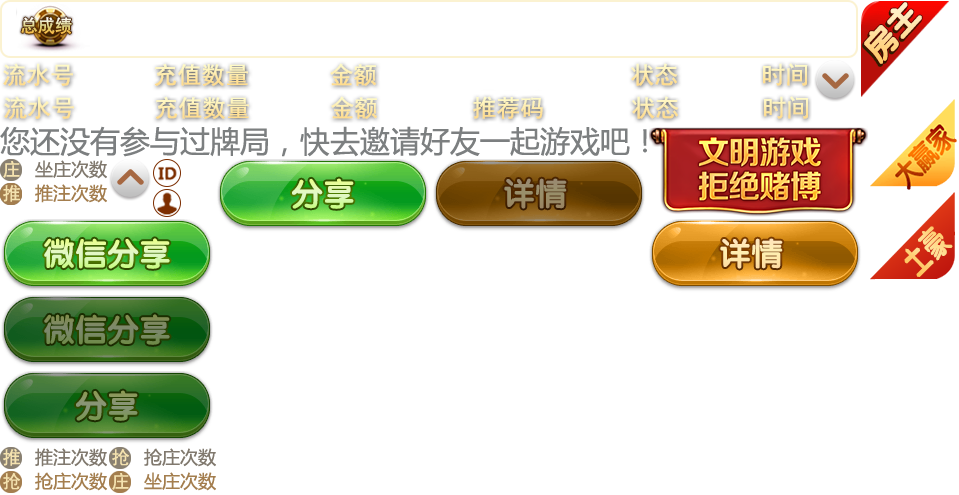 总成绩
房主
流水号 充值数量 金额 状态 时间
流水号 充值数量 金额 推荐码 状态 时间
您还没有参与过牌局，快去邀请好友一起游戏吧！
文明游戏
拒绝赌博
大赢家
庄 坐庄次数
推 推注次数
ID
分享
详情
微信分享
详情
土豪
微信分享
分享
推 推注次数 抢 抢庄次数
抢 抢庄次数 庄 坐庄次数